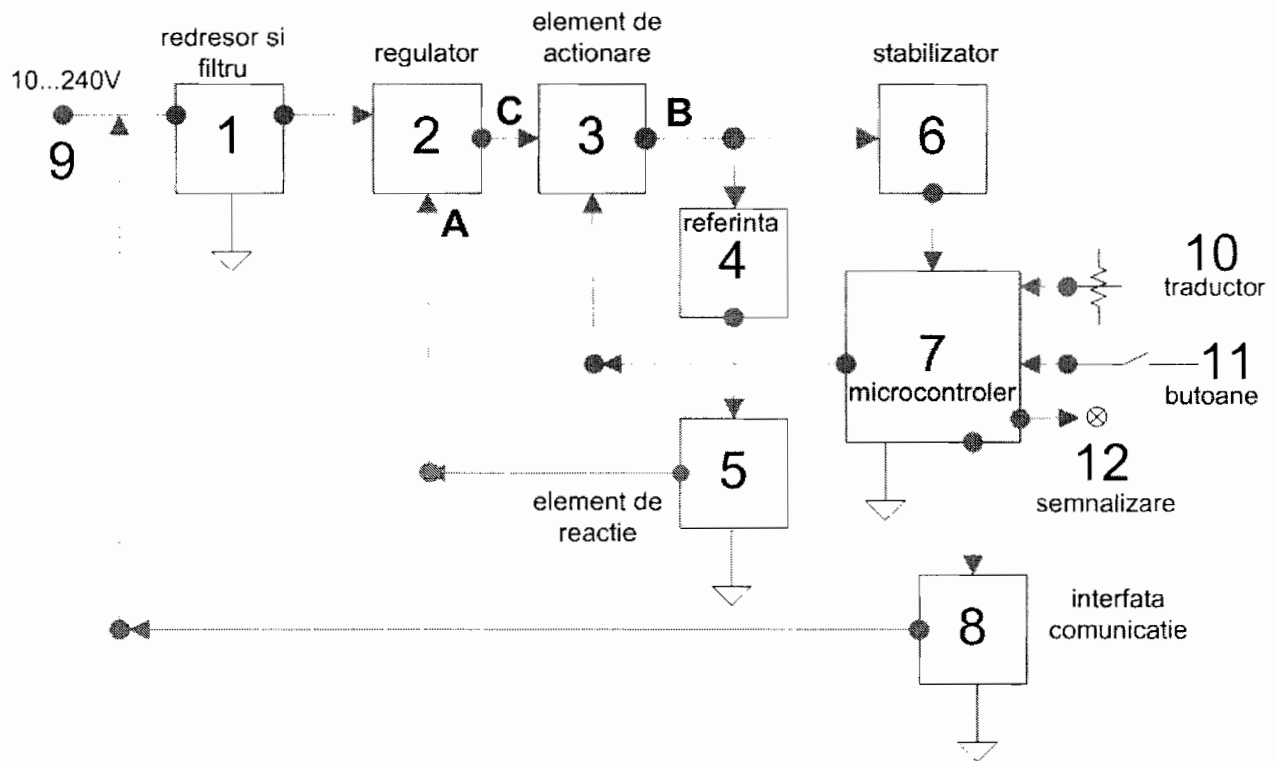 redresor si
filtru
regulator
element de
actionare
stabilizator
10...240V
9
1
2
C
3
B
6
A
referinta
4
10
traductor
7
microcontroler
11
butoane
12
semnalizare
5
element de
reactie
8
interfata
comunicatie